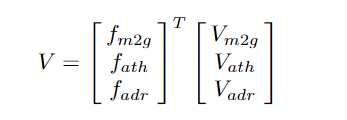 V = [ f_{m2g} f_{ath} f_{adr} ]^T [ V_{m2g} V_{ath} V_{adr} ]